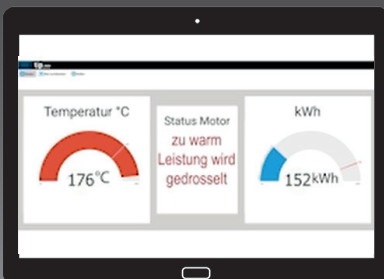 Temperatur °C
176°C
Status Motor
zu warm
Leistung wird
gedrosselt
kWh
152kWh